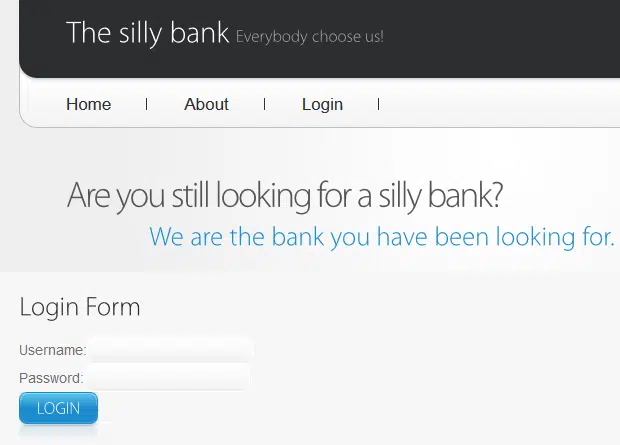 The silly bank Everybody choose us!
Home | About | Login |
Are you still looking for a silly bank?
We are the bank you have been looking for.
Login Form
Username:
Password:
LOGIN